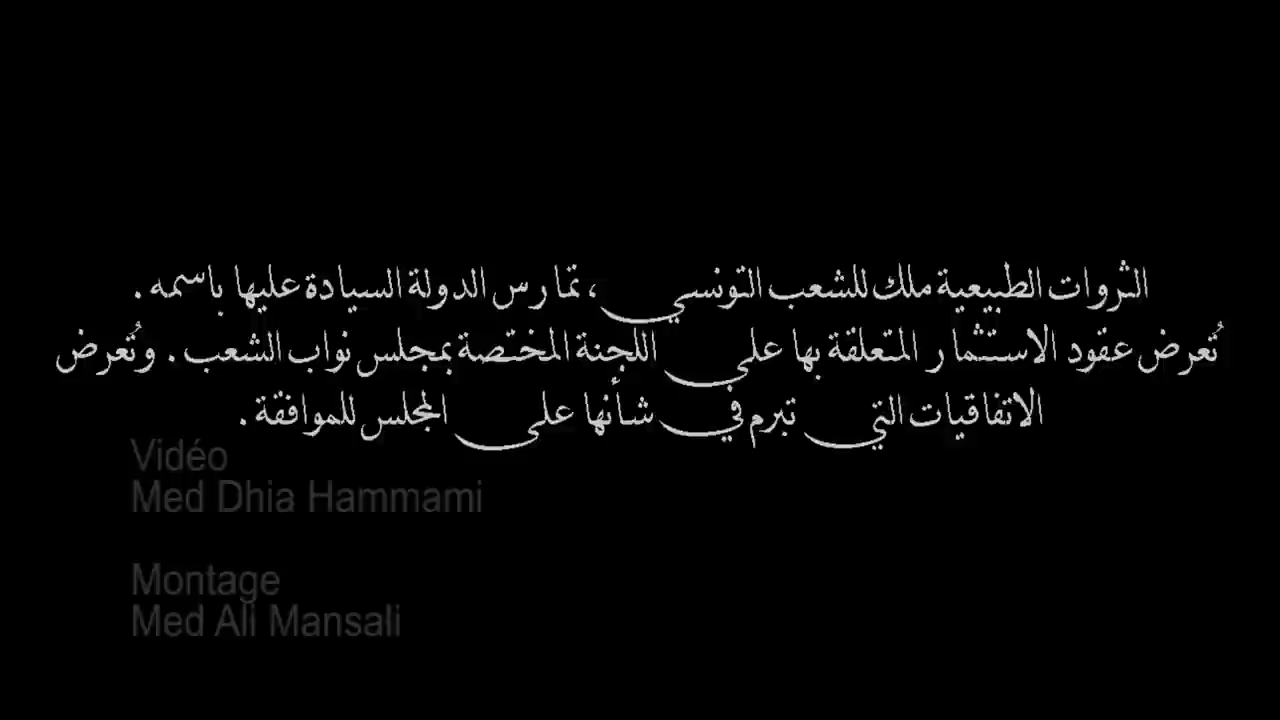 الثروات الطبيعية ملك للشعب التونسي، تمارس الدولة السيادة عليها باسمه.
تُعرض عقود الاستثمار المتعلقة بها على اللجنة المختصة بمجلس نواب الشعب. وتُعرض
الاتفاقيات التي تبرم في شأنها على المجلس للموافقة.
Vidéo
Med Dhia Hammami
Montage
Med Ali Mansali